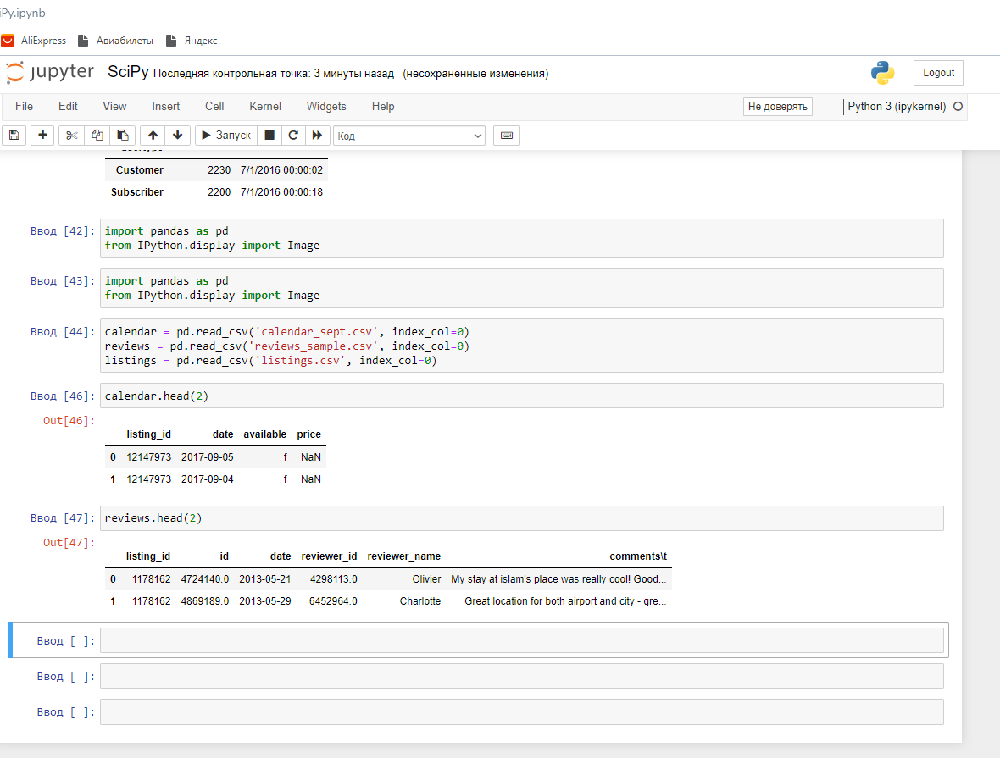 iPy.ipynb
AliExpress Авиабилеты Яндекс
jupyter SciPy Последняя контрольная точка: 3 минуты назад (несохраненные изменения) Logout
File Edit View Insert Cell Kernel Widgets Help Не доверять Python 3 (ipykernel)
Запуск Код
Customer 2230 7/1/2016 00:00:02
Subscriber 2200 7/1/2016 00:00:18
Ввод [42]: import pandas as pd
from IPython.display import Image
Ввод [43]: import pandas as pd
from IPython.display import Image
Ввод [44]: calendar = pd.read_csv('calendar_sept.csv', index_col=0)
reviews = pd.read_csv('reviews_sample.csv', index_col=0)
listings = pd.read_csv('listings.csv', index_col=0)
Ввод [46]: calendar.head(2)
Out[46]:
listing_id date available price
0 12147973 2017-09-05 f NaN
1 12147973 2017-09-04 f NaN
Ввод [47]: reviews.head(2)
Out[47]:
listing_id id date reviewer_id reviewer_name comments\t
0 1178162 4724140.0 2013-05-21 4298113.0 Olivier My stay at islam's place was really cool! Good...
1 1178162 4869189.0 2013-05-29 6452964.0 Charlotte Great location for both airport and city - gre...
Ввод [ ]:
Ввод [ ]:
Ввод [ ]: